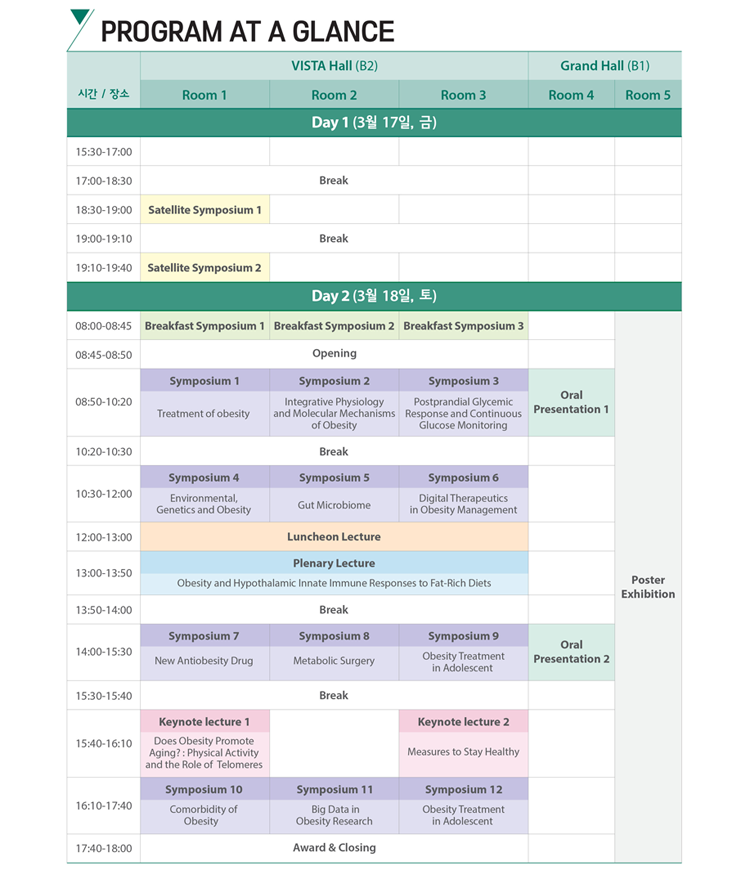 PROGRAM AT A GLANCE
시간 / 장소
VISTA Hall (B2)
Grand Hall (B1)
Room 1
Room 2
Room 3
Room 4
Room 5
Day 1 (3월 17일, 금)
15:30-17:00
17:00-18:30
Break
18:30-19:00
Satellite Symposium 1
19:00-19:10
Break
19:10-19:40
Satellite Symposium 2
Day 2 (3월 18일, 토)
08:00-08:45
Breakfast Symposium 1
Breakfast Symposium 2
Breakfast Symposium 3
08:45-08:50
Opening
08:50-10:20
Symposium 1
Treatment of obesity
Symposium 2
Integrative Physiology
and Molecular Mechanisms
of Obesity
Symposium 3
Postprandial Glycemic
Response and Continuous
Glucose Monitoring
Oral
Presentation 1
10:20-10:30
Break
10:30-12:00
Symposium 4
Environmental,
Genetics and Obesity
Symposium 5
Gut Microbiome
Symposium 6
Digital Therapeutics
in Obesity Management
12:00-13:00
Luncheon Lecture
13:00-13:50
Plenary Lecture
Obesity and Hypothalamic Innate Immune Responses to Fat-Rich Diets
Poster
Exhibition
13:50-14:00
Break
14:00-15:30
Symposium 7
New Antiobesity Drug
Symposium 8
Metabolic Surgery
Symposium 9
Obesity Treatment
in Adolescent
Oral
Presentation 2
15:30-15:40
Break
15:40-16:10
Keynote lecture 1
Does Obesity Promote
Aging? : Physical Activity
and the Role of Telomeres
Keynote lecture 2
Measures to Stay Healthy
16:10-17:40
Symposium 10
Comorbidity of
Obesity
Symposium 11
Big Data in
Obesity Research
Symposium 12
Obesity Treatment
in Adolescent
17:40-18:00
Award & Closing